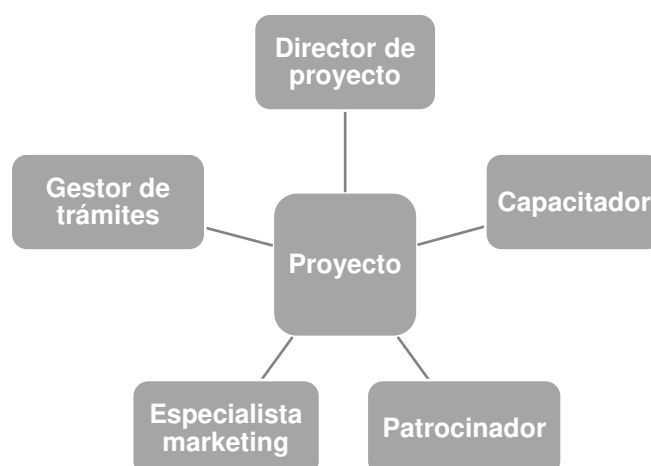 Director de
proyecto
Gestor de
trámites
Capacitador
Proyecto
Especialista
marketing
Patrocinador